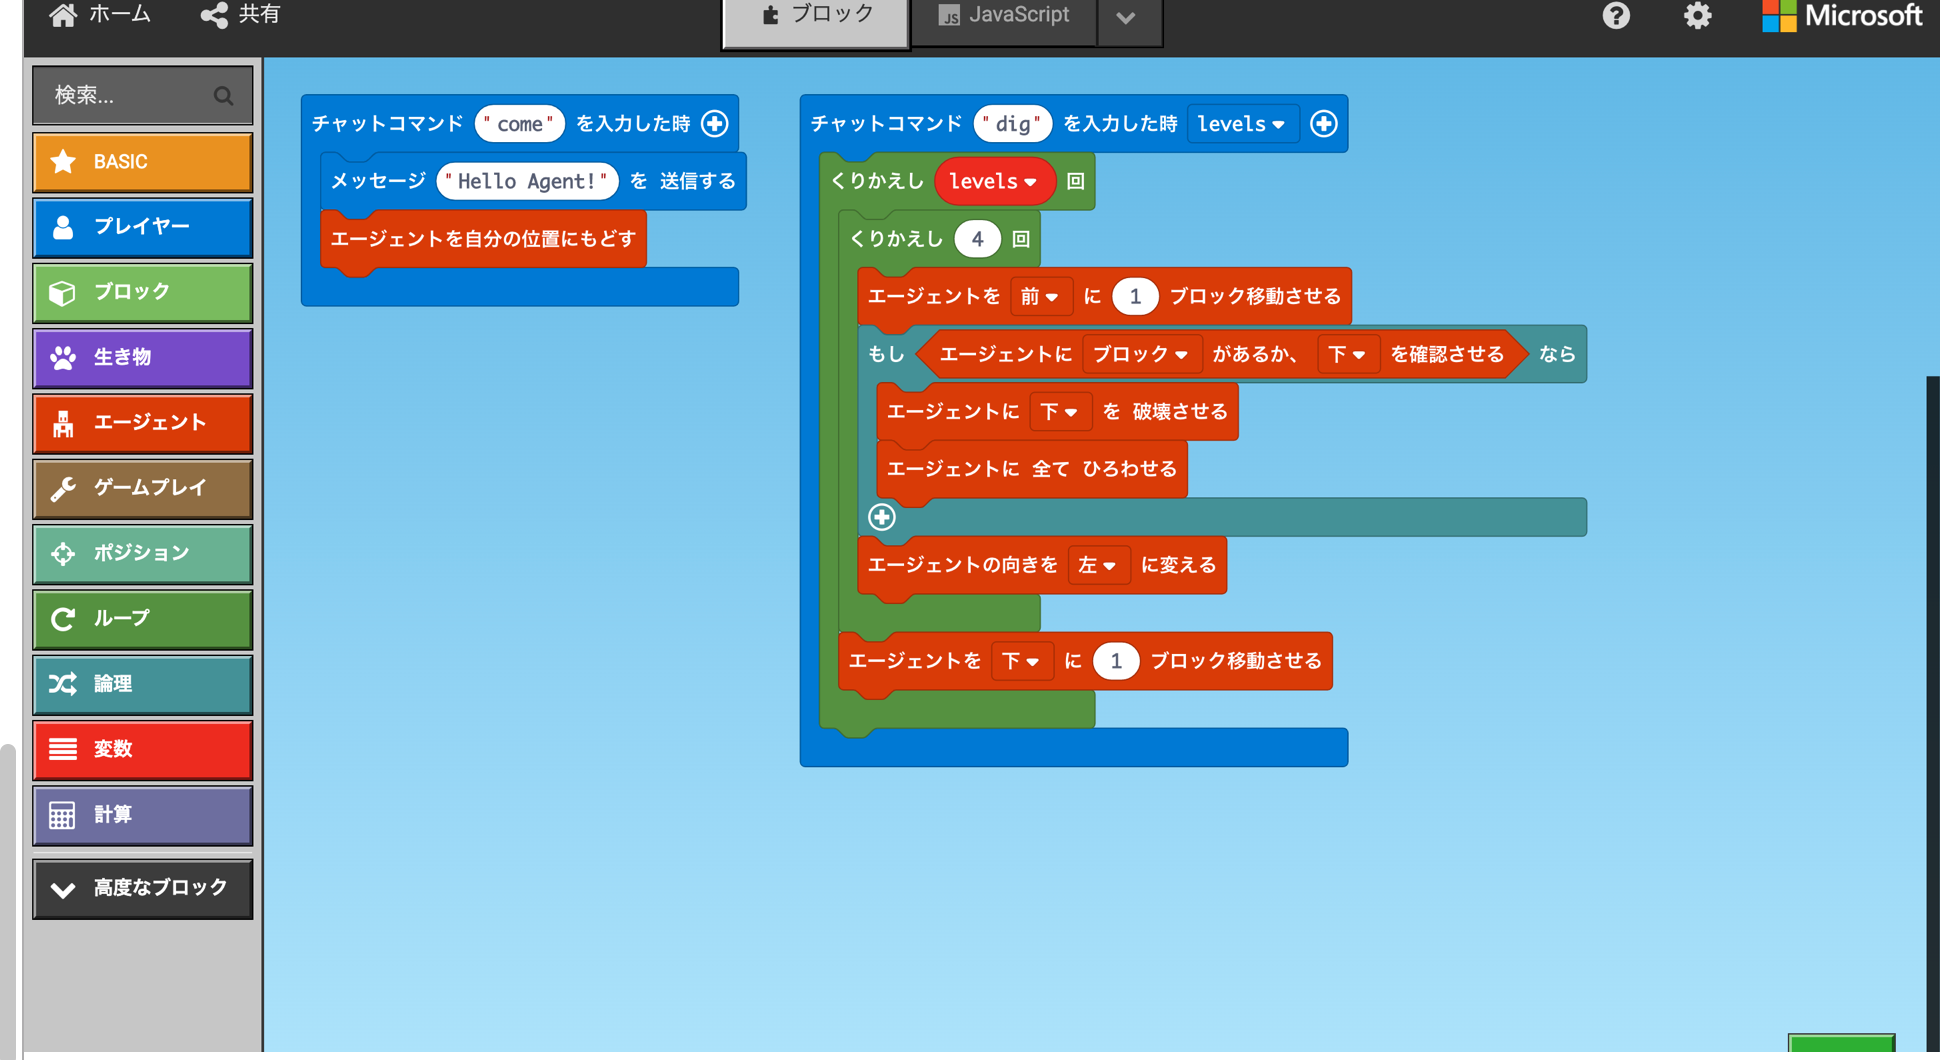 ホーム 共有 ブロック JS JavaScript ? Microsoft
検索...
BASIC
プレイヤー
ブロック
生き物
エージェント
ゲームプレイ
ポジション
ループ
論理
変数
計算
高度なブロック
チャットコマンド "come" を入力した時
メッセージ "Hello Agent!" を 送信する
エージェントを自分の位置にもどす
チャットコマンド "dig" を入力した時 levels
くりかえし levels 回
くりかえし 4 回
エージェントを 前 に 1 ブロック移動させる
もし エージェントに ブロック があるか、 下 を確認させる なら
エージェントに 下 を 破壊させる
エージェントに 全て ひろわせる
エージェントの向きを 左 に変える
エージェントを 下 に 1 ブロック移動させる